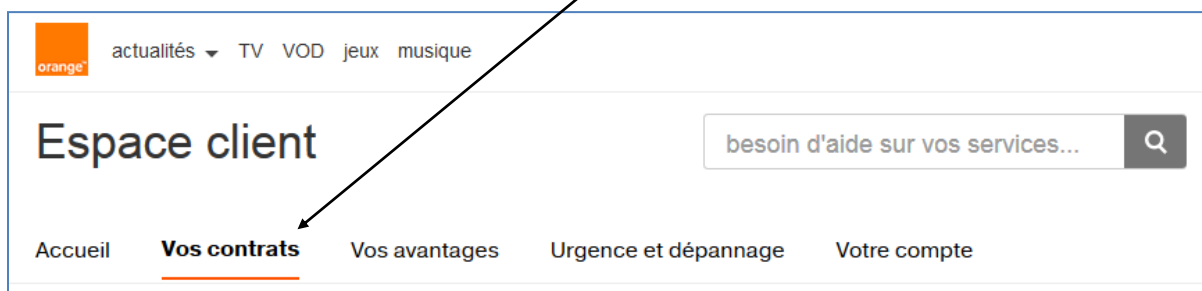 orange™ actualités TV VOD jeux musique
Espace client
besoin d'aide sur vos services...
Accueil Vos contrats Vos avantages Urgence et dépannage Votre compte